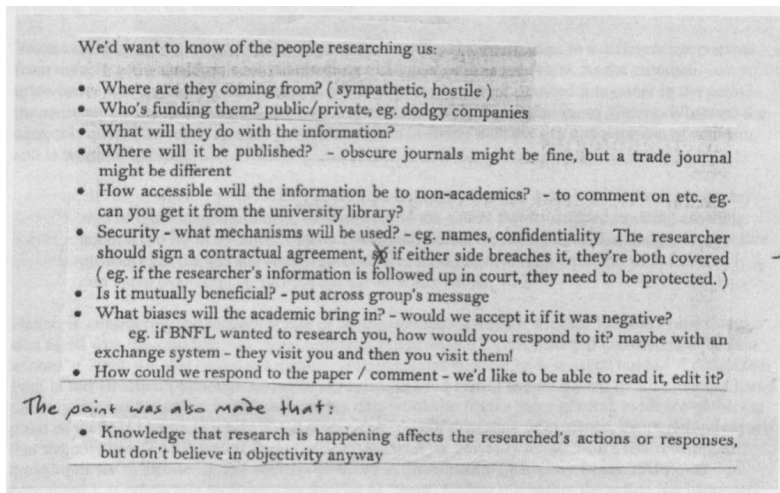 We'd want to know of the people researching us:
• Where are they coming from? ( sympathetic, hostile )
• Who's funding them? public/private, eg. dodgy companies
• What will they do with the information?
• Where will it be published? - obscure journals might be fine, but a trade journal
might be different
• How accessible will the information be to non-academics? - to comment on etc. eg.
can you get it from the university library?
• Security - what mechanisms will be used? - eg. names, confidentiality The researcher
should sign a contractual agreement, if either side breaches it, they're both covered
( eg. if the researcher's information is followed up in court, they need to be protected. )
• Is it mutually beneficial? - put across group's message
• What biases will the academic bring in? - would we accept it if it was negative?
eg. if BNFL wanted to research you, how would you respond to it? maybe with an
exchange system - they visit you and then you visit them!
• How could we respond to the paper / comment - we'd like to be able to read it, edit it?
The point was also made that:
• Knowledge that research is happening affects the researched's actions or responses,
but don't believe in objectivity anyway